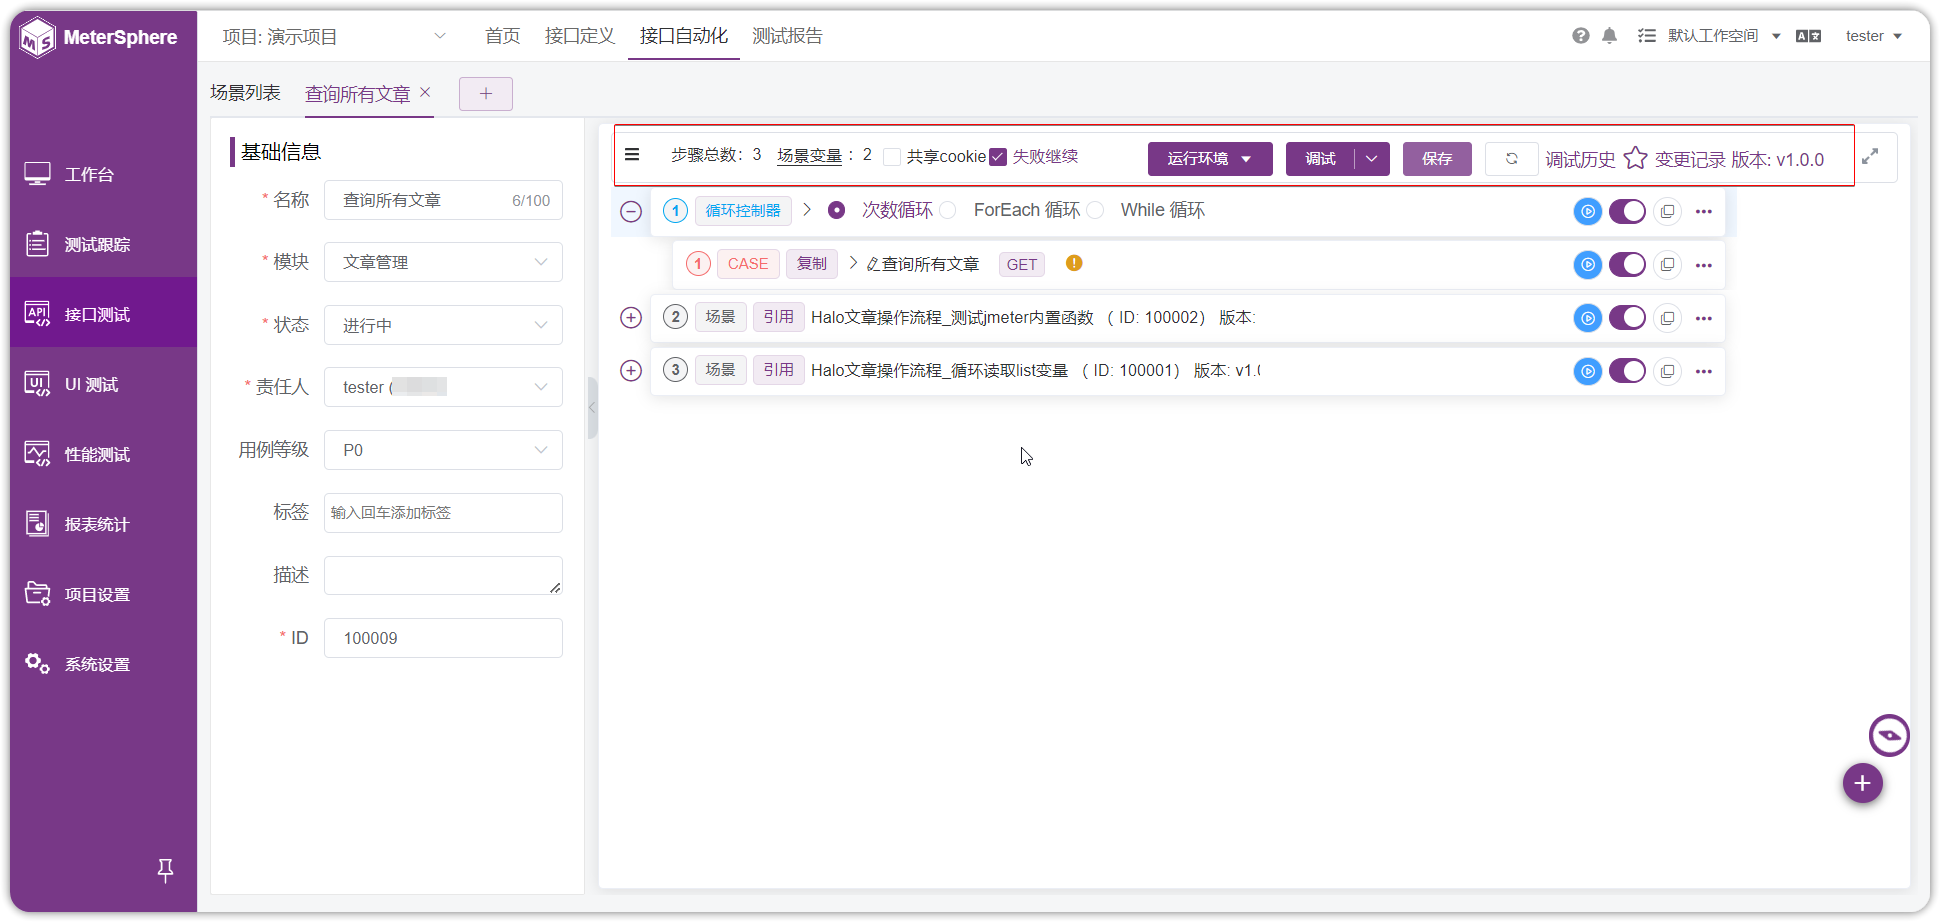 MeterSphere
项目: 演示项目
首页 接口定义 接口自动化 测试报告
默认工作空间
tester
工作台
测试跟踪
API 接口测试
UI UI 测试
性能测试
报表统计
项目设置
系统设置
场景列表 查询所有文章
基础信息
* 名称 查询所有文章 6/100
* 模块 文章管理
* 状态 进行中
* 责任人 tester (
用例等级 P0
标签 输入回车添加标签
描述
* ID 100009
步骤总数: 3 场景变量 : 2 共享cookie 失败继续 运行环境 调试 保存 调试历史 变更记录 版本: v1.0.0
1 循环控制器 次数循环 ForEach 循环 While 循环
1 CASE 复制 查询所有文章 GET
2 场景 引用 Halo文章操作流程_测试jmeter内置函数 ( ID: 100002) 版本:
3 场景 引用 Halo文章操作流程_循环读取list变量 ( ID: 100001) 版本: v1.